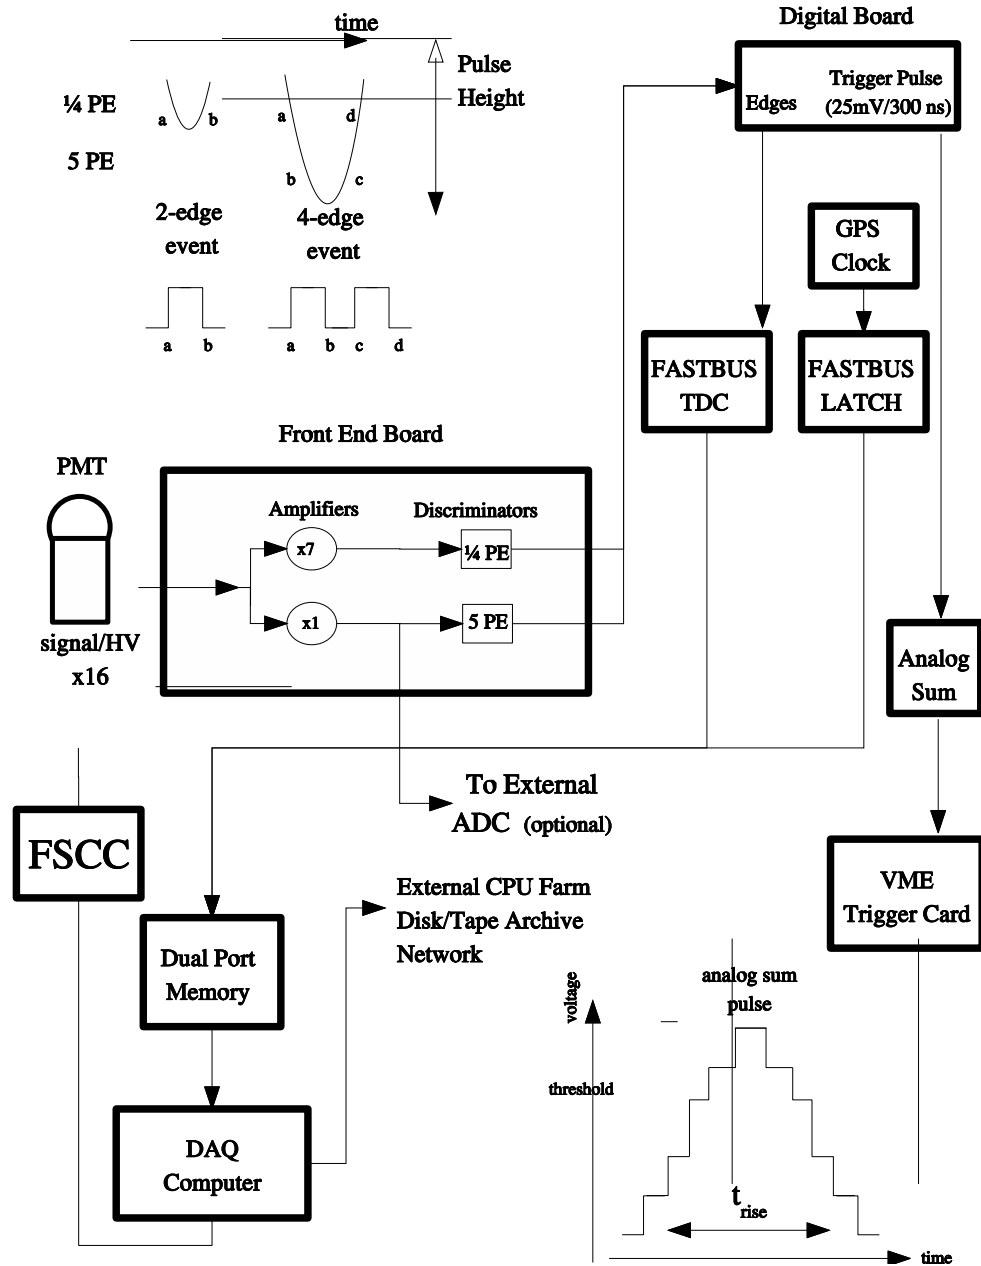 Digital Board
time
Pulse
Height
¼ PE
5 PE
a
b
a
d
b
c
2-edge
event
4-edge
event
a
b
a
b
c
d
Edges
Trigger Pulse
(25mV/300 ns)
GPS
Clock
FASTBUS
TDC
FASTBUS
LATCH
Front End Board
PMT
signal/HV
x16
Amplifiers
Discriminators
x7
¼ PE
x1
5 PE
Analog
Sum
To External
ADC (optional)
FSCC
VME
Trigger Card
External CPU Farm
Disk/Tape Archive
Network
Dual Port
Memory
DAQ
Computer
analog sum
pulse
voltage
threshold
t rise
time